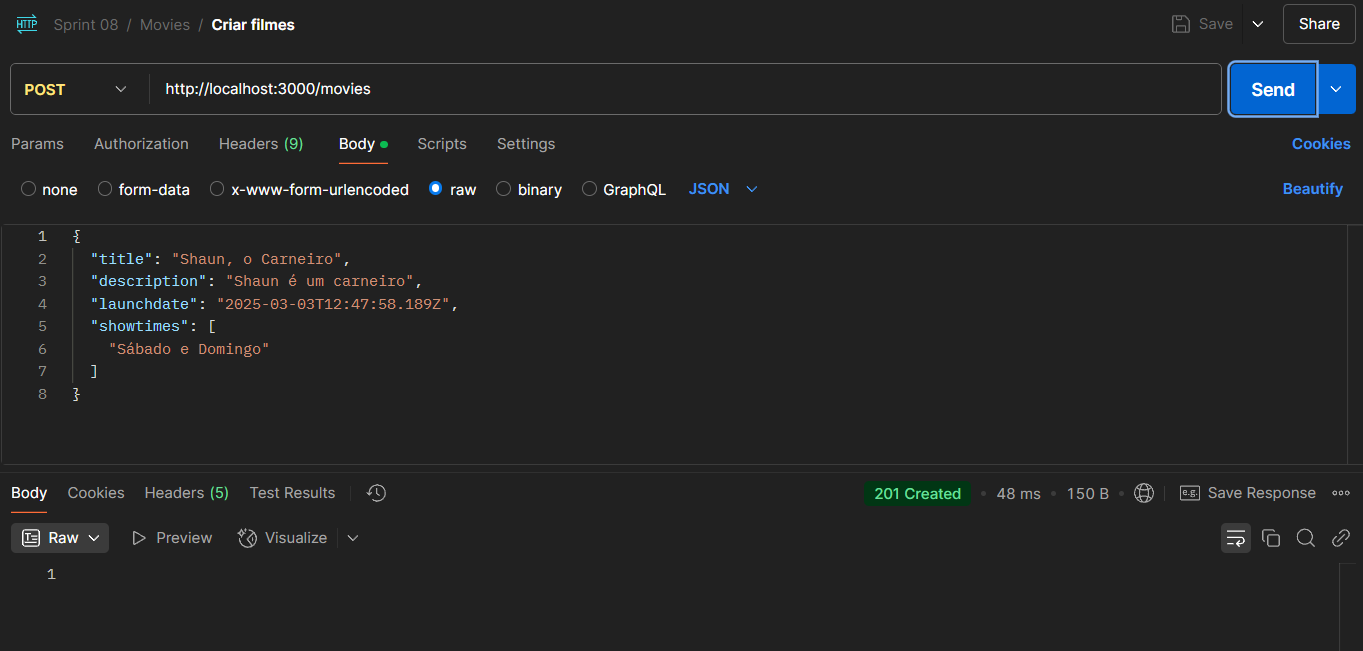 HTTP Sprint 08 / Movies / Criar filmes Save Share
POST http://localhost:3000/movies Send
Params Authorization Headers (9) Body Scripts Settings Cookies
none form-data x-www-form-urlencoded raw binary GraphQL JSON Beautify
1 {
2 "title": "Shaun, o Carneiro",
3 "description": "Shaun é um carneiro",
4 "launchdate": "2025-03-03T12:47:58.189Z",
5 "showtimes": [
6 "Sábado e Domingo"
7 ]
8 }
Body Cookies Headers (5) Test Results 201 Created • 48 ms • 150 B • e.g. Save Response
Raw Preview Visualize
1